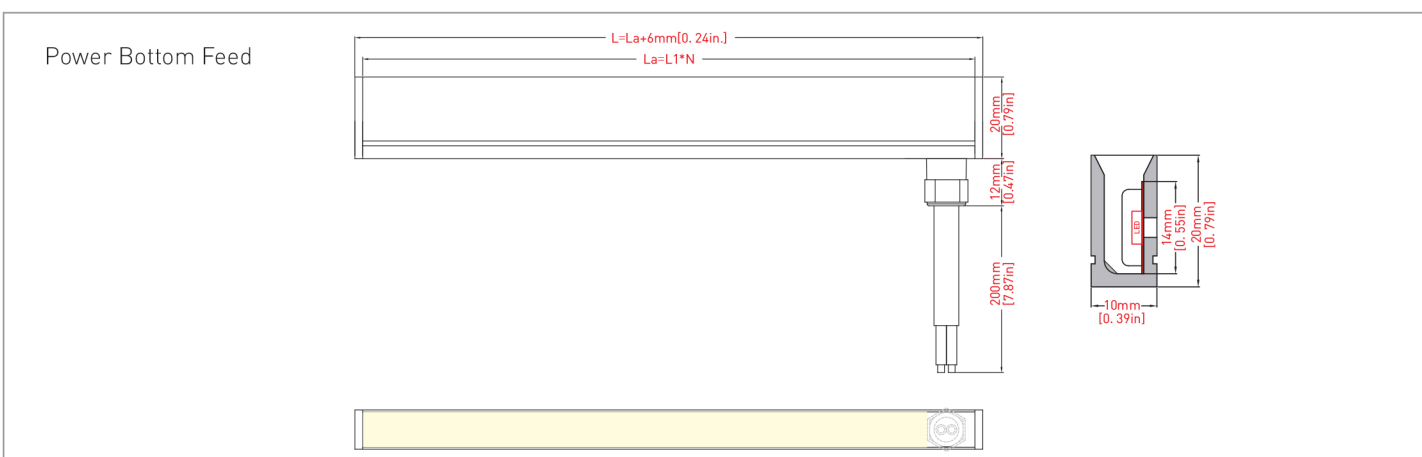 L=La+6mm[0. 24in.]
Power Bottom Feed
La=L1*N
20mm
[0.79in]
12mm
[0.47in]
200mm
[7.87in]
LED
14mm
[0. 55in]
20mm
[0. 79in]
10mm
[0. 39in]